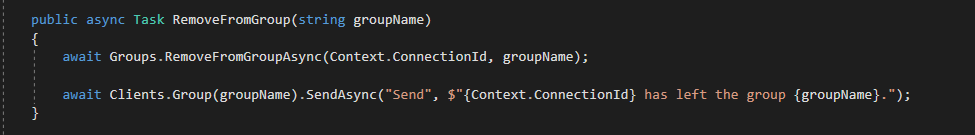 public async Task RemoveFromGroup(string groupName)
{
await Groups.RemoveFromGroupAsync(Context.ConnectionId, groupName);
await Clients.Group(groupName).SendAsync("Send", $"{Context.ConnectionId} has left the group {groupName}.");
}